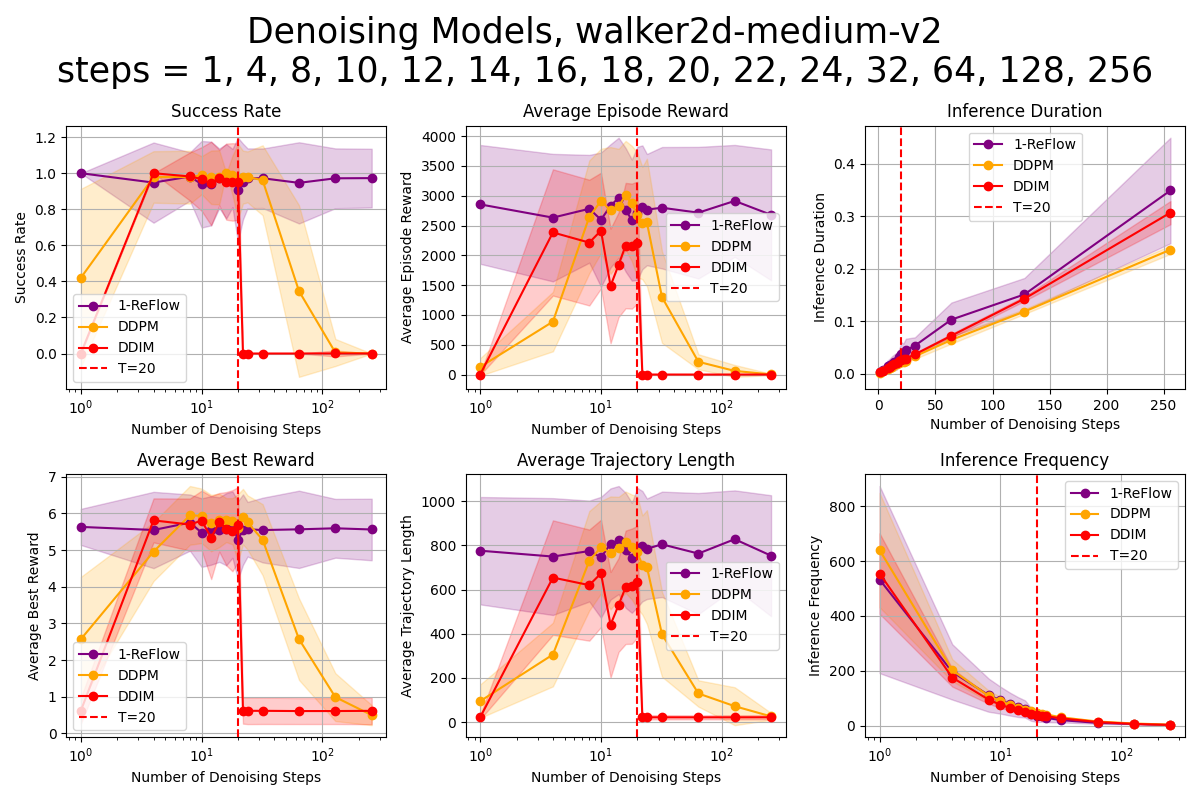 Denoising Models, walker2d-medium-v2
steps = 1, 4, 8, 10, 12, 14, 16, 18, 20, 22, 24, 32, 64, 128, 256
Success Rate
Success Rate
1.2
1.0
0.8
0.6
0.4
0.2
0.0
1-ReFlow
DDPM
DDIM
T=20
10⁰
10¹
10²
Number of Denoising Steps
Average Episode Reward
Average Episode Reward
4000
3500
3000
2500
2000
1500
1000
500
0
1-ReFlow
DDPM
DDIM
T=20
10⁰
10¹
10²
Number of Denoising Steps
Inference Duration
Inference Duration
0.4
0.3
0.2
0.1
0.0
1-ReFlow
DDPM
DDIM
T=20
0
50
100
150
200
250
Number of Denoising Steps
Average Best Reward
Average Best Reward
7
6
5
4
3
2
1
0
1-ReFlow
DDPM
DDIM
T=20
10⁰
10¹
10²
Number of Denoising Steps
Average Trajectory Length
Average Trajectory Length
1000
800
600
400
200
0
1-ReFlow
DDPM
DDIM
T=20
10⁰
10¹
10²
Number of Denoising Steps
Inference Frequency
Inference Frequency
800
600
400
200
0
1-ReFlow
DDPM
DDIM
T=20
10⁰
10¹
10²
Number of Denoising Steps